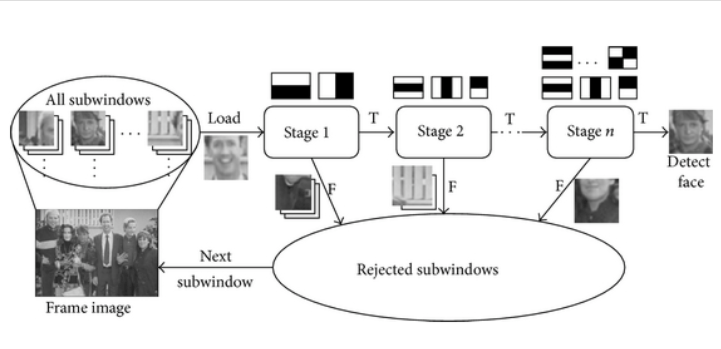 All subwindows
...
Load
Stage 1
T
Stage 2
T
...
Stage n
T
...
Detect
face
F
F
F
Next
subwindow
Rejected subwindows
Frame image